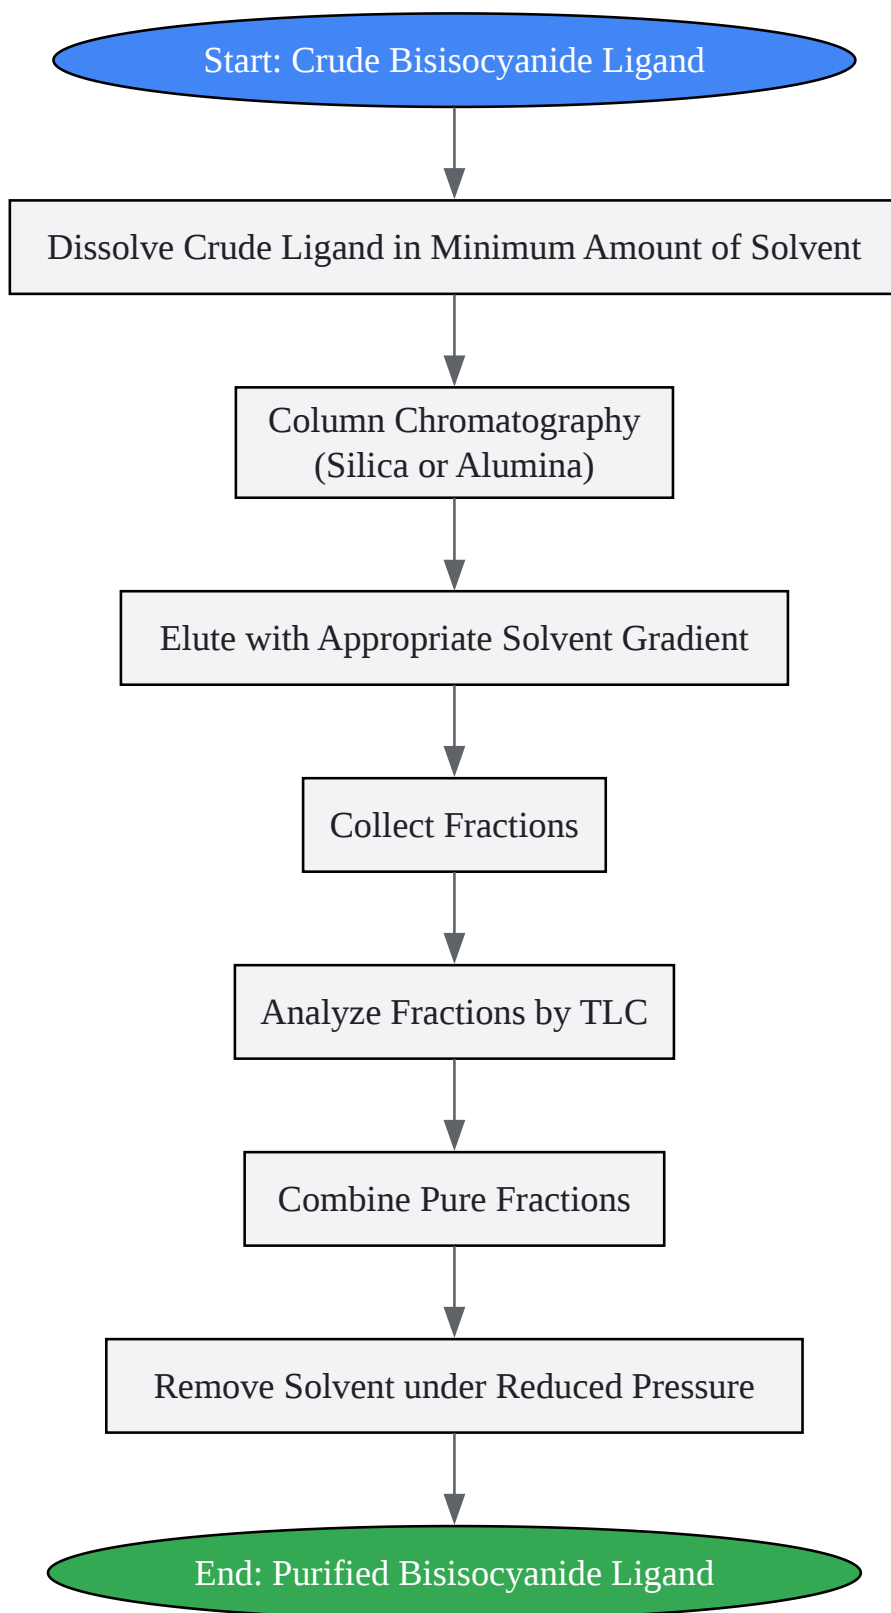 Start: Crude Bisisocyanide Ligand
Dissolve Crude Ligand in Minimum Amount of Solvent
Column Chromatography
(Silica or Alumina)
Elute with Appropriate Solvent Gradient
Collect Fractions
Analyze Fractions by TLC
Combine Pure Fractions
Remove Solvent under Reduced Pressure
End: Purified Bisisocyanide Ligand